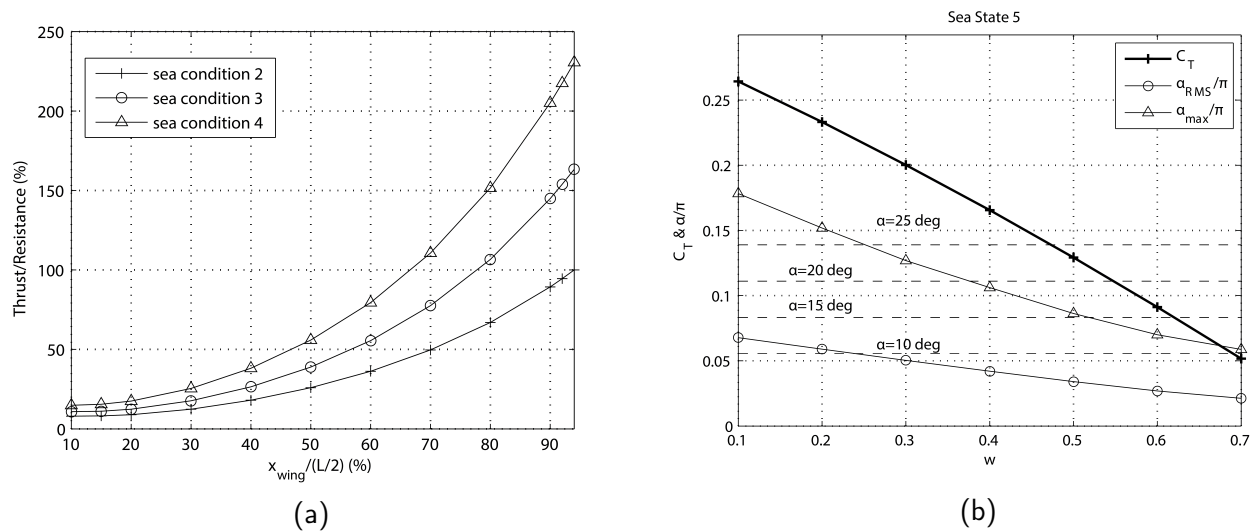 250
200
150
100
50
0
Thrust/Resistance (%)
sea condition 2
sea condition 3
sea condition 4
10 20 30 40 50 60 70 80 90
x_wing/(L/2) (%)
(a)
Sea State 5
C_T
α_RMS/π
α_max/π
0.25
0.2
0.15
0.1
0.05
0
C_T & α/π
α=25 deg
α=20 deg
α=15 deg
α=10 deg
0.1 0.2 0.3 0.4 0.5 0.6 0.7
w
(b)